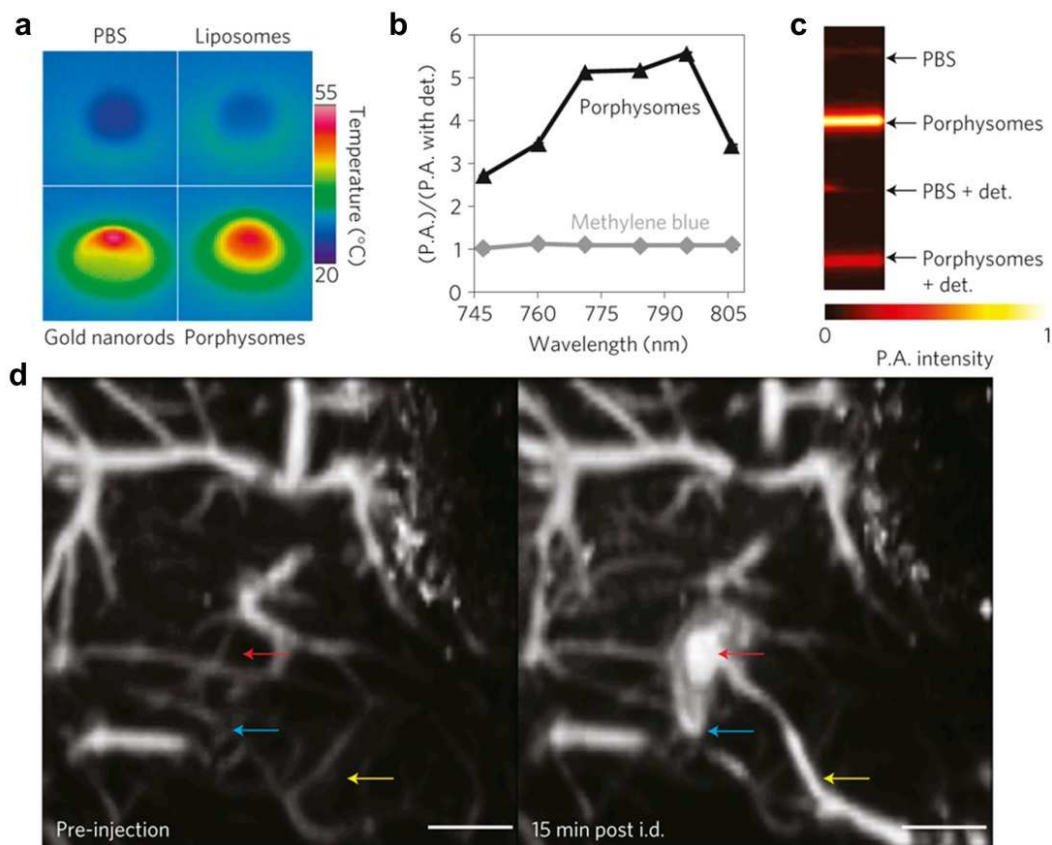 a
PBS
Liposomes
Gold nanorods
Porphysomes
55
Temperature (°C)
20
b
(P.A.)/(P.A. with det.)
6
5
4
3
2
1
0
Porphysomes
Methylene blue
745 760 775 790 805
Wavelength (nm)
c
PBS
Porphysomes
PBS + det.
Porphysomes
+ det.
0 1
P.A. intensity
d
Pre-injection
15 min post i.d.